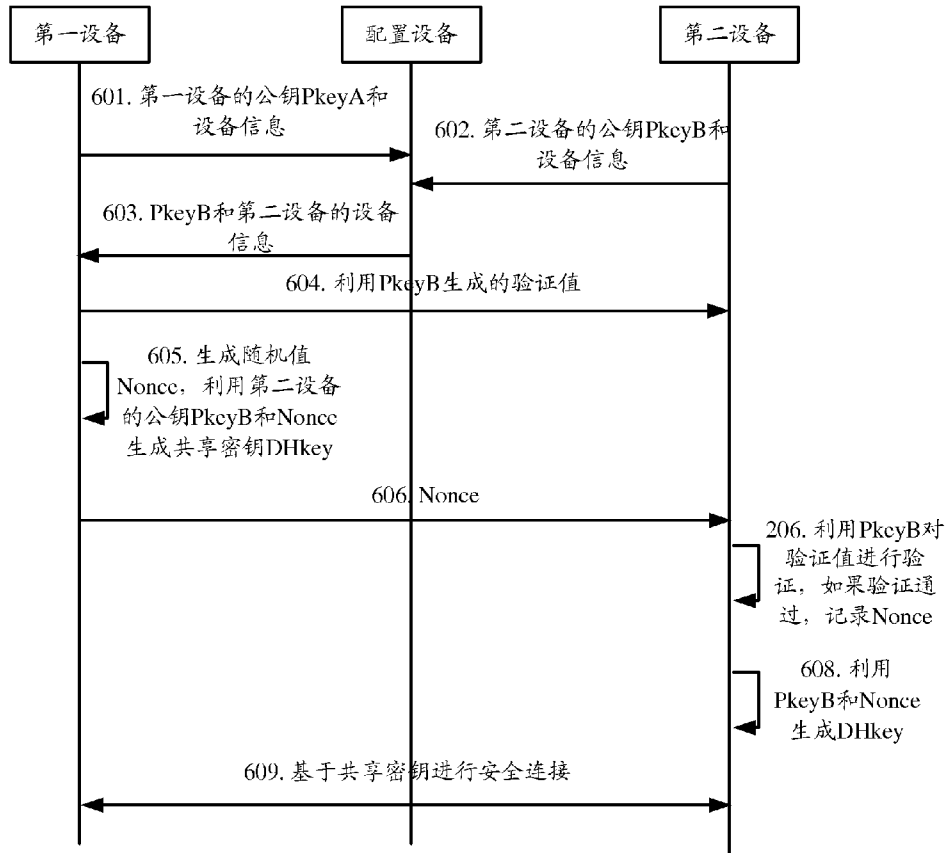 第一设备
配置设备
第二设备
601. 第一设备的公钥PkeyA和
设备信息
602. 第二设备的公钥PkeyB和
设备信息
603. PkeyB和第二设备的设备
信息
604. 利用PkeyB生成的验证值
605. 生成随机值
Nonce，利用第二设备
的公钥PkeyB和Nonce
生成共享密钥DHkey
606. Nonce
206. 利用PkeyB对
验证值进行验
证，如果验证通
过，记录Nonce
608. 利用
PkeyB和Nonce
生成DHkey
609. 基于共享密钥进行安全连接